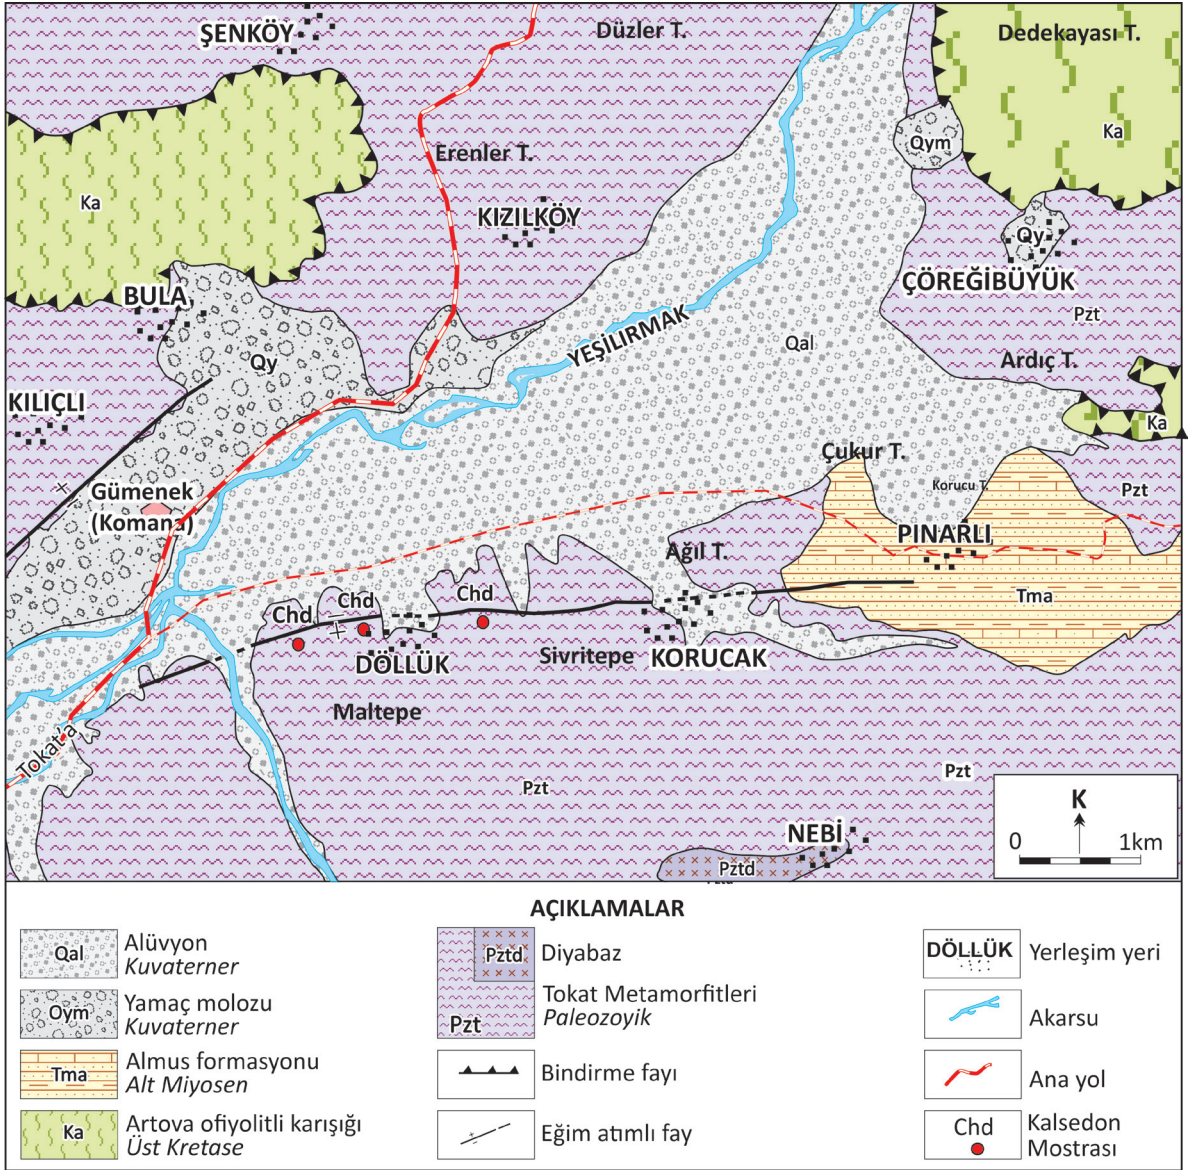 ŞENKÖY
Düzler T.
Dedekayası T.
Ka
Qym
Erenler T.
Ka
KIZILKÖY
Qy
ÇÖREĞİBÜYÜK
BULA
Pzt
YEŞİLIRMAK
Qal
Qy
Ardıç T.
KILIÇLI
Ka
Çukur T.
Gümenek
(Komana)
Korucu T.
Pzt
PINARLI
Ağıl T.
Chd
Chd
Chd
Tma
DÖLLÜK
Sivritepe
KORUCAK
Maltepe
Tokat'a
Pzt
Pzt
K
0 1km
NEBİ
Pztd
AÇIKLAMALAR
Qal
Alüvyon
Kuvaterner
Oym
Yamaç molozu
Kuvaterner
Tma
Almus formasyonu
Alt Miyosen
Ka
Artova ofiyolitli karışığı
Üst Kretase
Pztd
Diyabaz
Pzt
Tokat Metamorfitleri
Paleozoyik
Bindirme fayı
Eğim atımlı fay
DÖLLÜK
Yerleşim yeri
Akarsu
Ana yol
Chd
Kalsedon
Mostrası